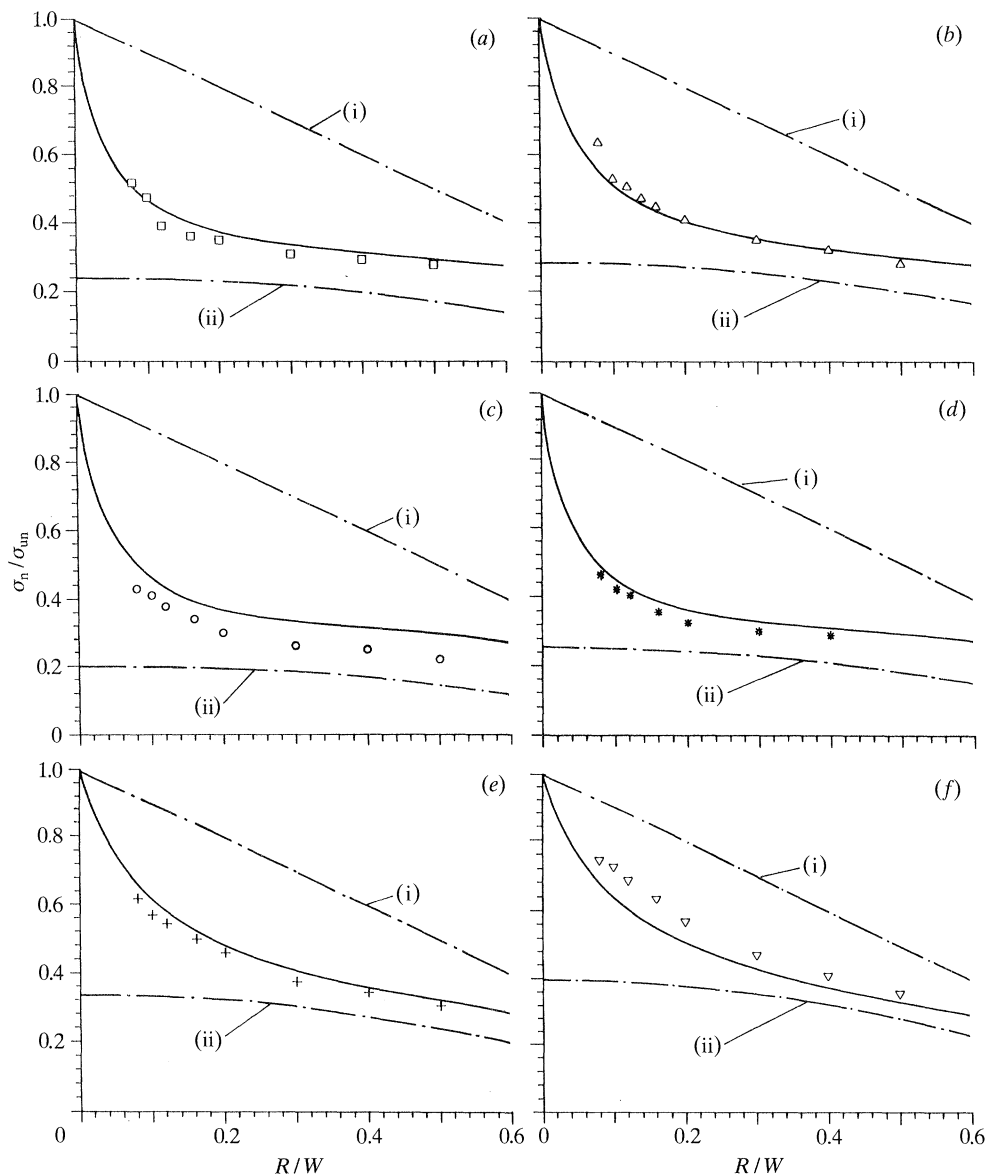 (a)
1.0
0.8
0.6
0.4
0.2
0
(i)
(ii)
(b)
(i)
(ii)
(c)
1.0
0.8
0.6
0.4
0.2
0
σn/σun
(i)
(ii)
(d)
(i)
(ii)
(e)
1.0
0.8
0.6
0.4
0.2
(i)
(ii)
0 0.2 0.4 0.6
R/W
(f)
(i)
(ii)
0.2 0.4 0.6
R/W